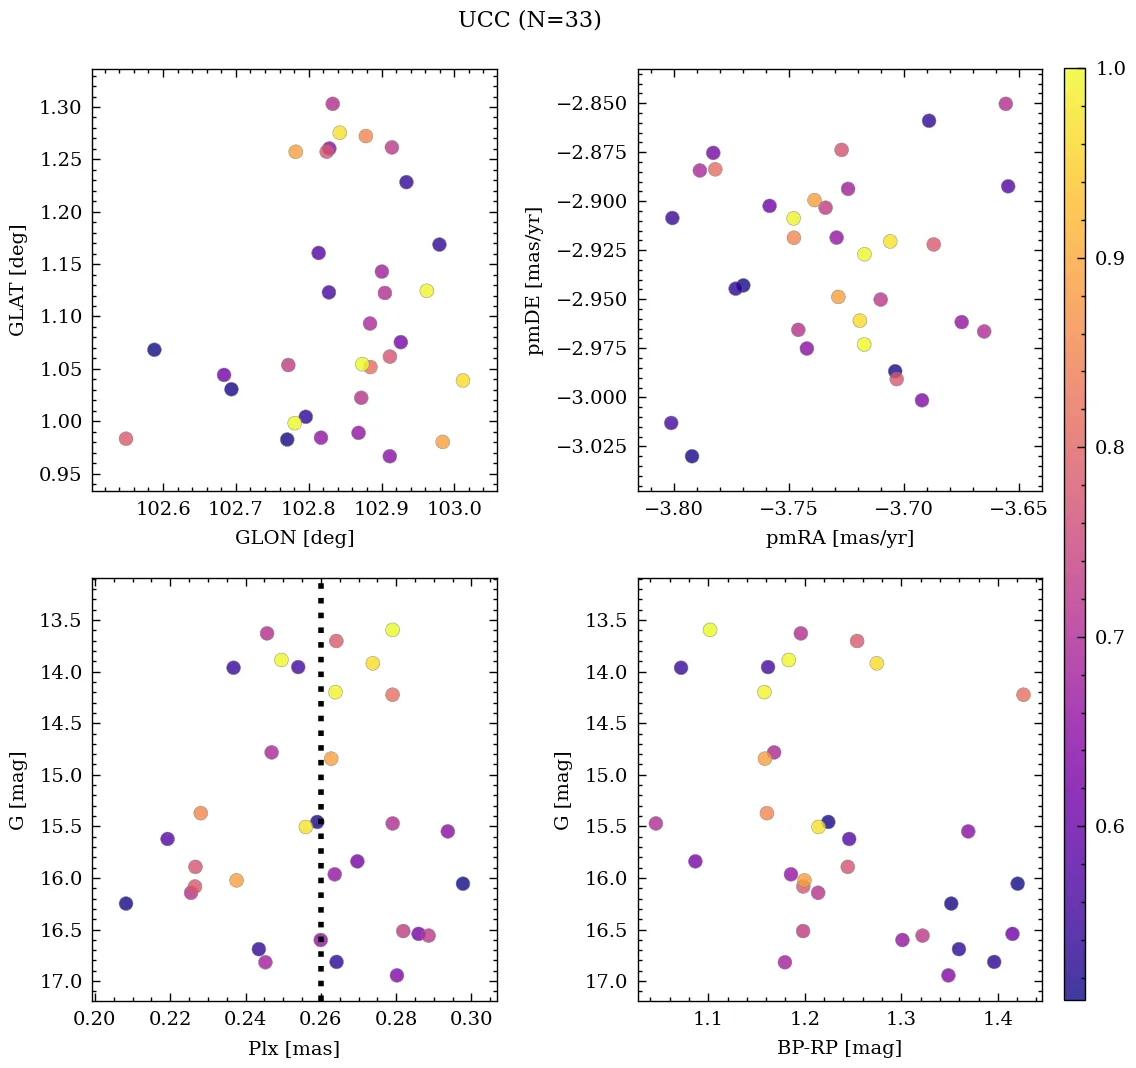 UCC (N=33)
1.30
1.25
1.20
1.15
1.10
1.05
1.00
0.95
GLAT [deg]
102.6 102.7 102.8 102.9 103.0
GLON [deg]
−2.850
−2.875
−2.900
−2.925
−2.950
−2.975
−3.000
−3.025
pmDE [mas/yr]
−3.80 −3.75 −3.70 −3.65
pmRA [mas/yr]
1.0
0.9
0.8
0.7
0.6
13.5
14.0
14.5
15.0
15.5
16.0
16.5
17.0
G [mag]
0.20 0.22 0.24 0.26 0.28 0.30
Plx [mas]
13.5
14.0
14.5
15.0
15.5
16.0
16.5
17.0
G [mag]
1.1 1.2 1.3 1.4
BP-RP [mag]